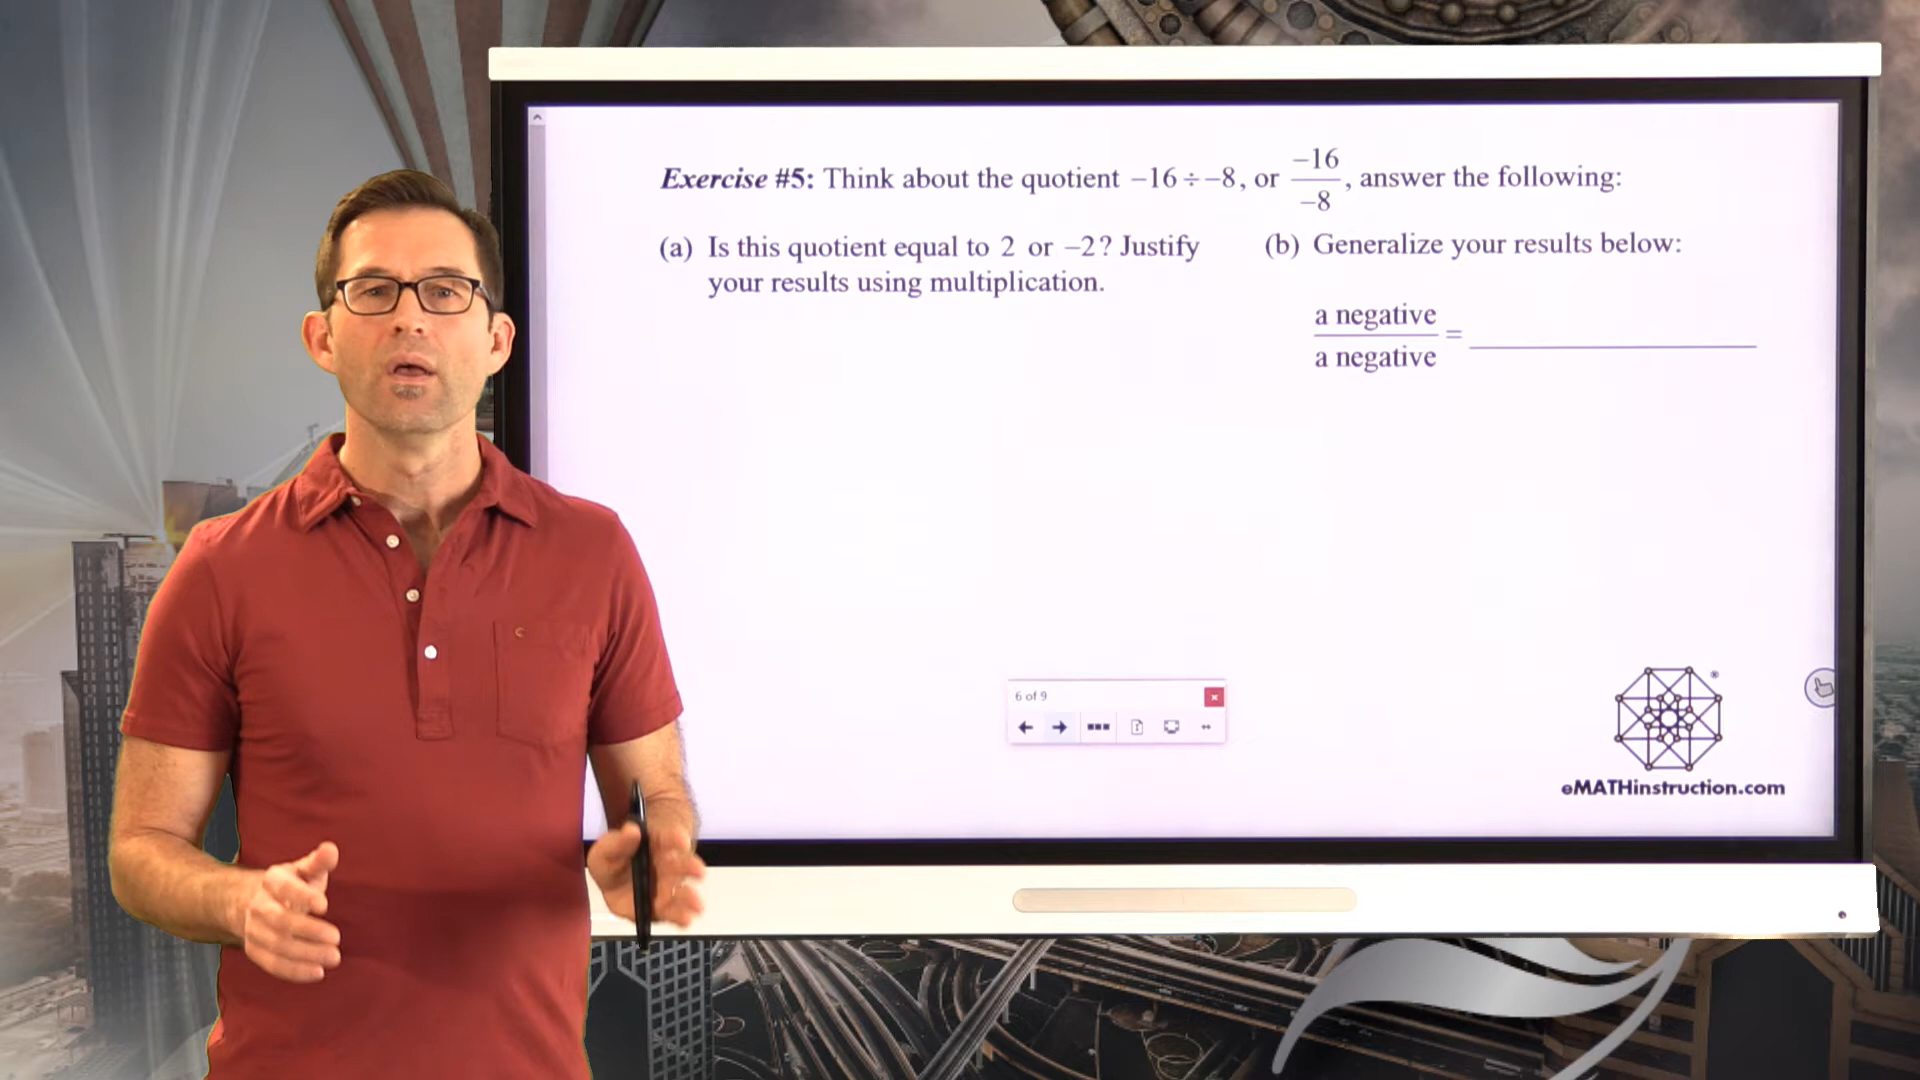 Exercise #5: Think about the quotient −16 ÷ −8, or −16/−8, answer the following:
(a) Is this quotient equal to 2 or −2? Justify
your results using multiplication.
(b) Generalize your results below:
a negative
a negative
= ____________
6 of 9
eMATHinstruction.com
®